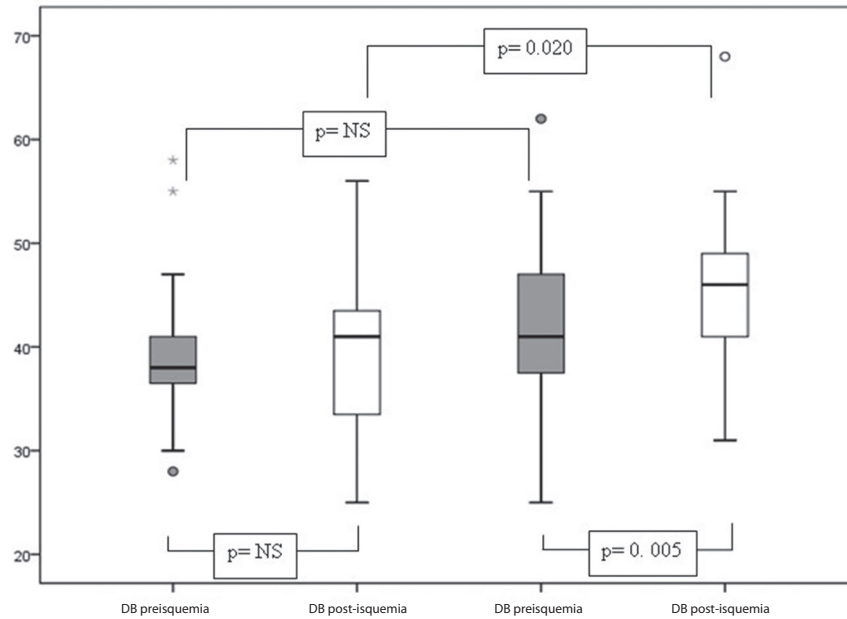 70
p= 0.020
60
p= NS
50
40
30
20
p= NS
p= 0. 005
DB preisquemia
DB post-isquemia
DB preisquemia
DB post-isquemia